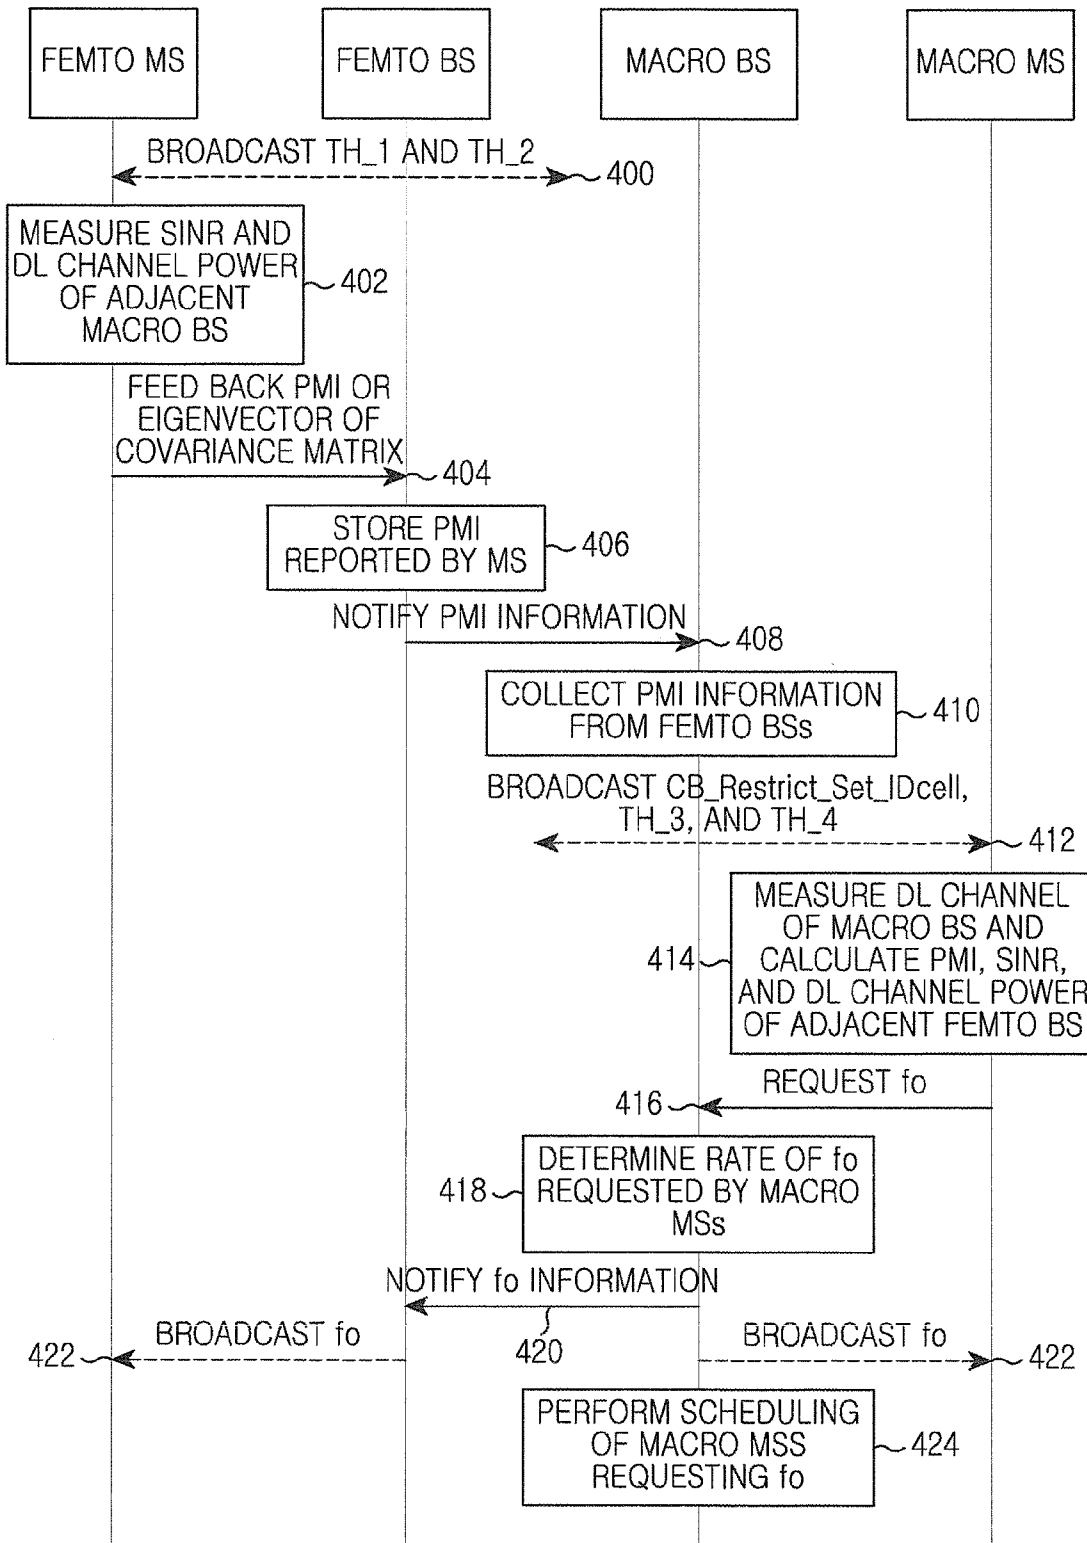 FEMTO MS
FEMTO BS
MACRO BS
MACRO MS
BROADCAST TH_1 AND TH_2
400
MEASURE SINR AND
DL CHANNEL POWER
OF ADJACENT
MACRO BS
402
FEED BACK PMI OR
EIGENVECTOR OF
COVARIANCE MATRIX
404
STORE PMI
REPORTED BY MS
406
NOTIFY PMI INFORMATION
408
COLLECT PMI INFORMATION
FROM FEMTO BSs
410
BROADCAST CB_Restrict_Set_IDcell,
TH_3, AND TH_4
412
MEASURE DL CHANNEL
OF MACRO BS AND
CALCULATE PMI, SINR,
AND DL CHANNEL POWER
OF ADJACENT FEMTO BS
414
REQUEST fo
416
DETERMINE RATE OF fo
REQUESTED BY MACRO
MSs
418
NOTIFY fo INFORMATION
420
BROADCAST fo
422
BROADCAST fo
422
PERFORM SCHEDULING
OF MACRO MSS
REQUESTING fo
424